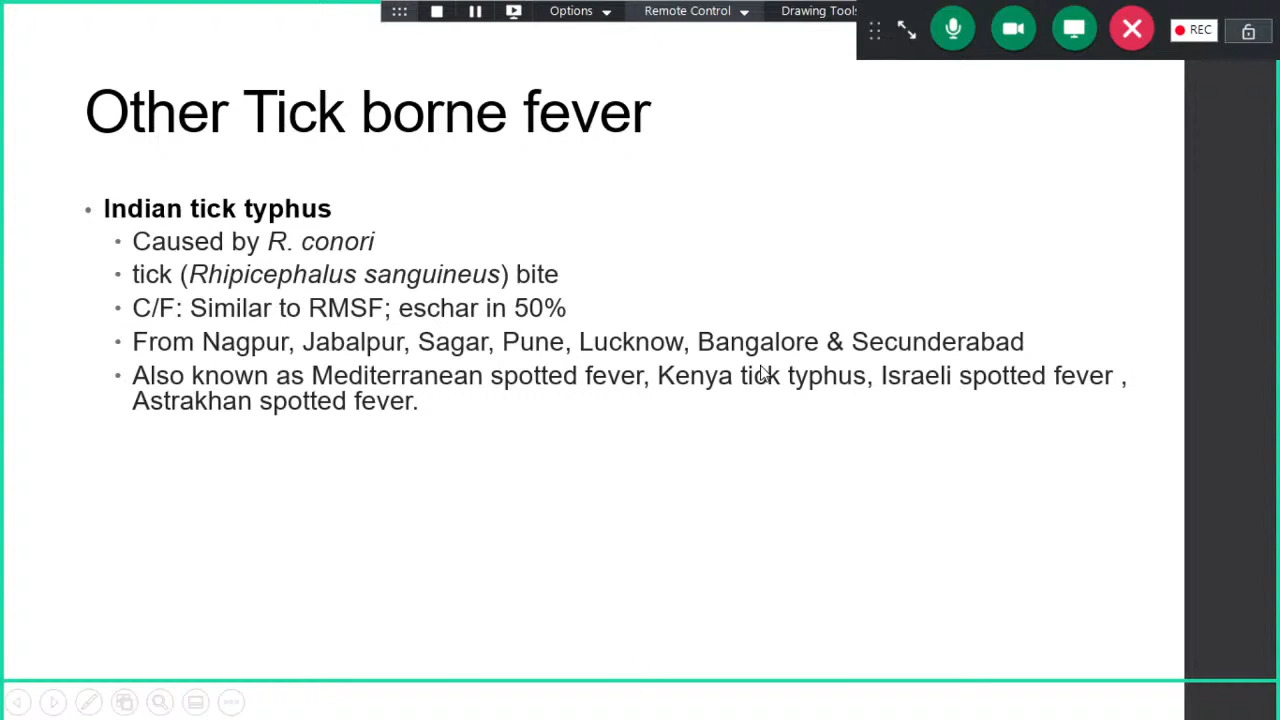 Options Remote Control Drawing Tools
REC
Other Tick borne fever
• Indian tick typhus
• Caused by R. conori
• tick (Rhipicephalus sanguineus) bite
• C/F: Similar to RMSF; eschar in 50%
• From Nagpur, Jabalpur, Sagar, Pune, Lucknow, Bangalore & Secunderabad
• Also known as Mediterranean spotted fever, Kenya tick typhus, Israeli spotted fever ,
Astrakhan spotted fever.